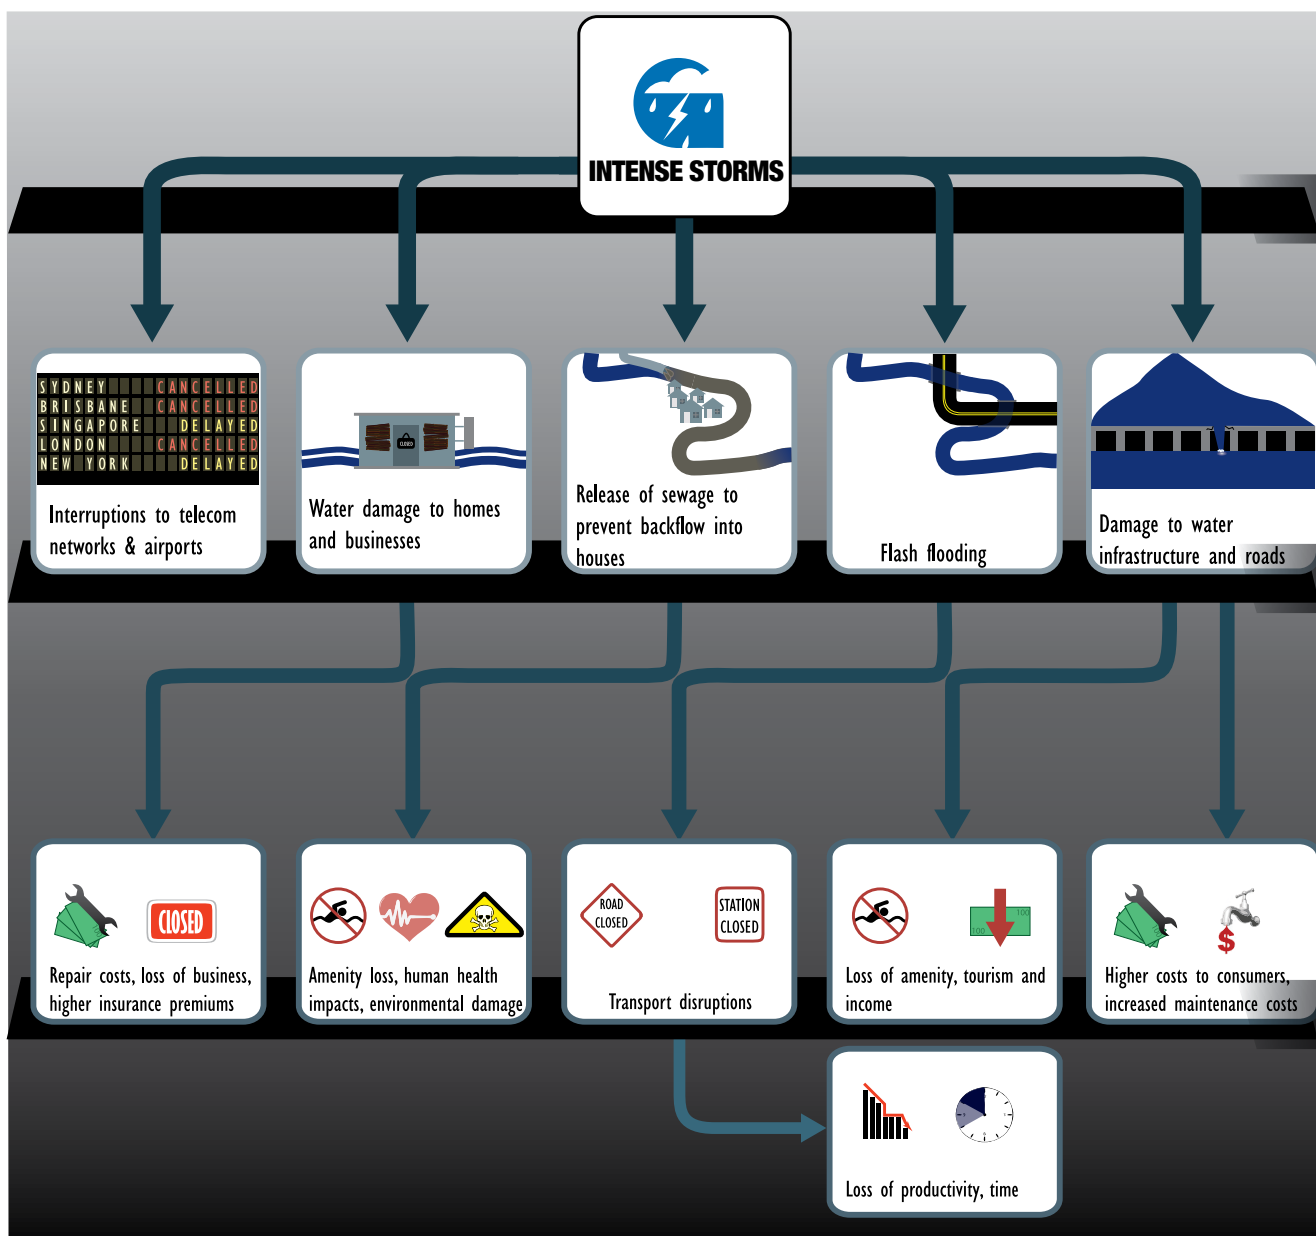 INTENSE STORMS
SYDNEY CANCELLED
BRISBANE CANCELLED
SINGAPORE DELAYED
LONDON CANCELLED
NEW YORK DELAYED
Interruptions to telecom
networks & airports
CLOSED
Water damage to homes
and businesses
Release of sewage to
prevent backflow into
houses
Flash flooding
Damage to water
infrastructure and roads
CLOSED
Repair costs, loss of business,
higher insurance premiums
Amenity loss, human health
impacts, environmental damage
ROAD
CLOSED
STATION
CLOSED
Transport disruptions
100
100
Loss of amenity, tourism and
income
$
Higher costs to consumers,
increased maintenance costs
Loss of productivity, time